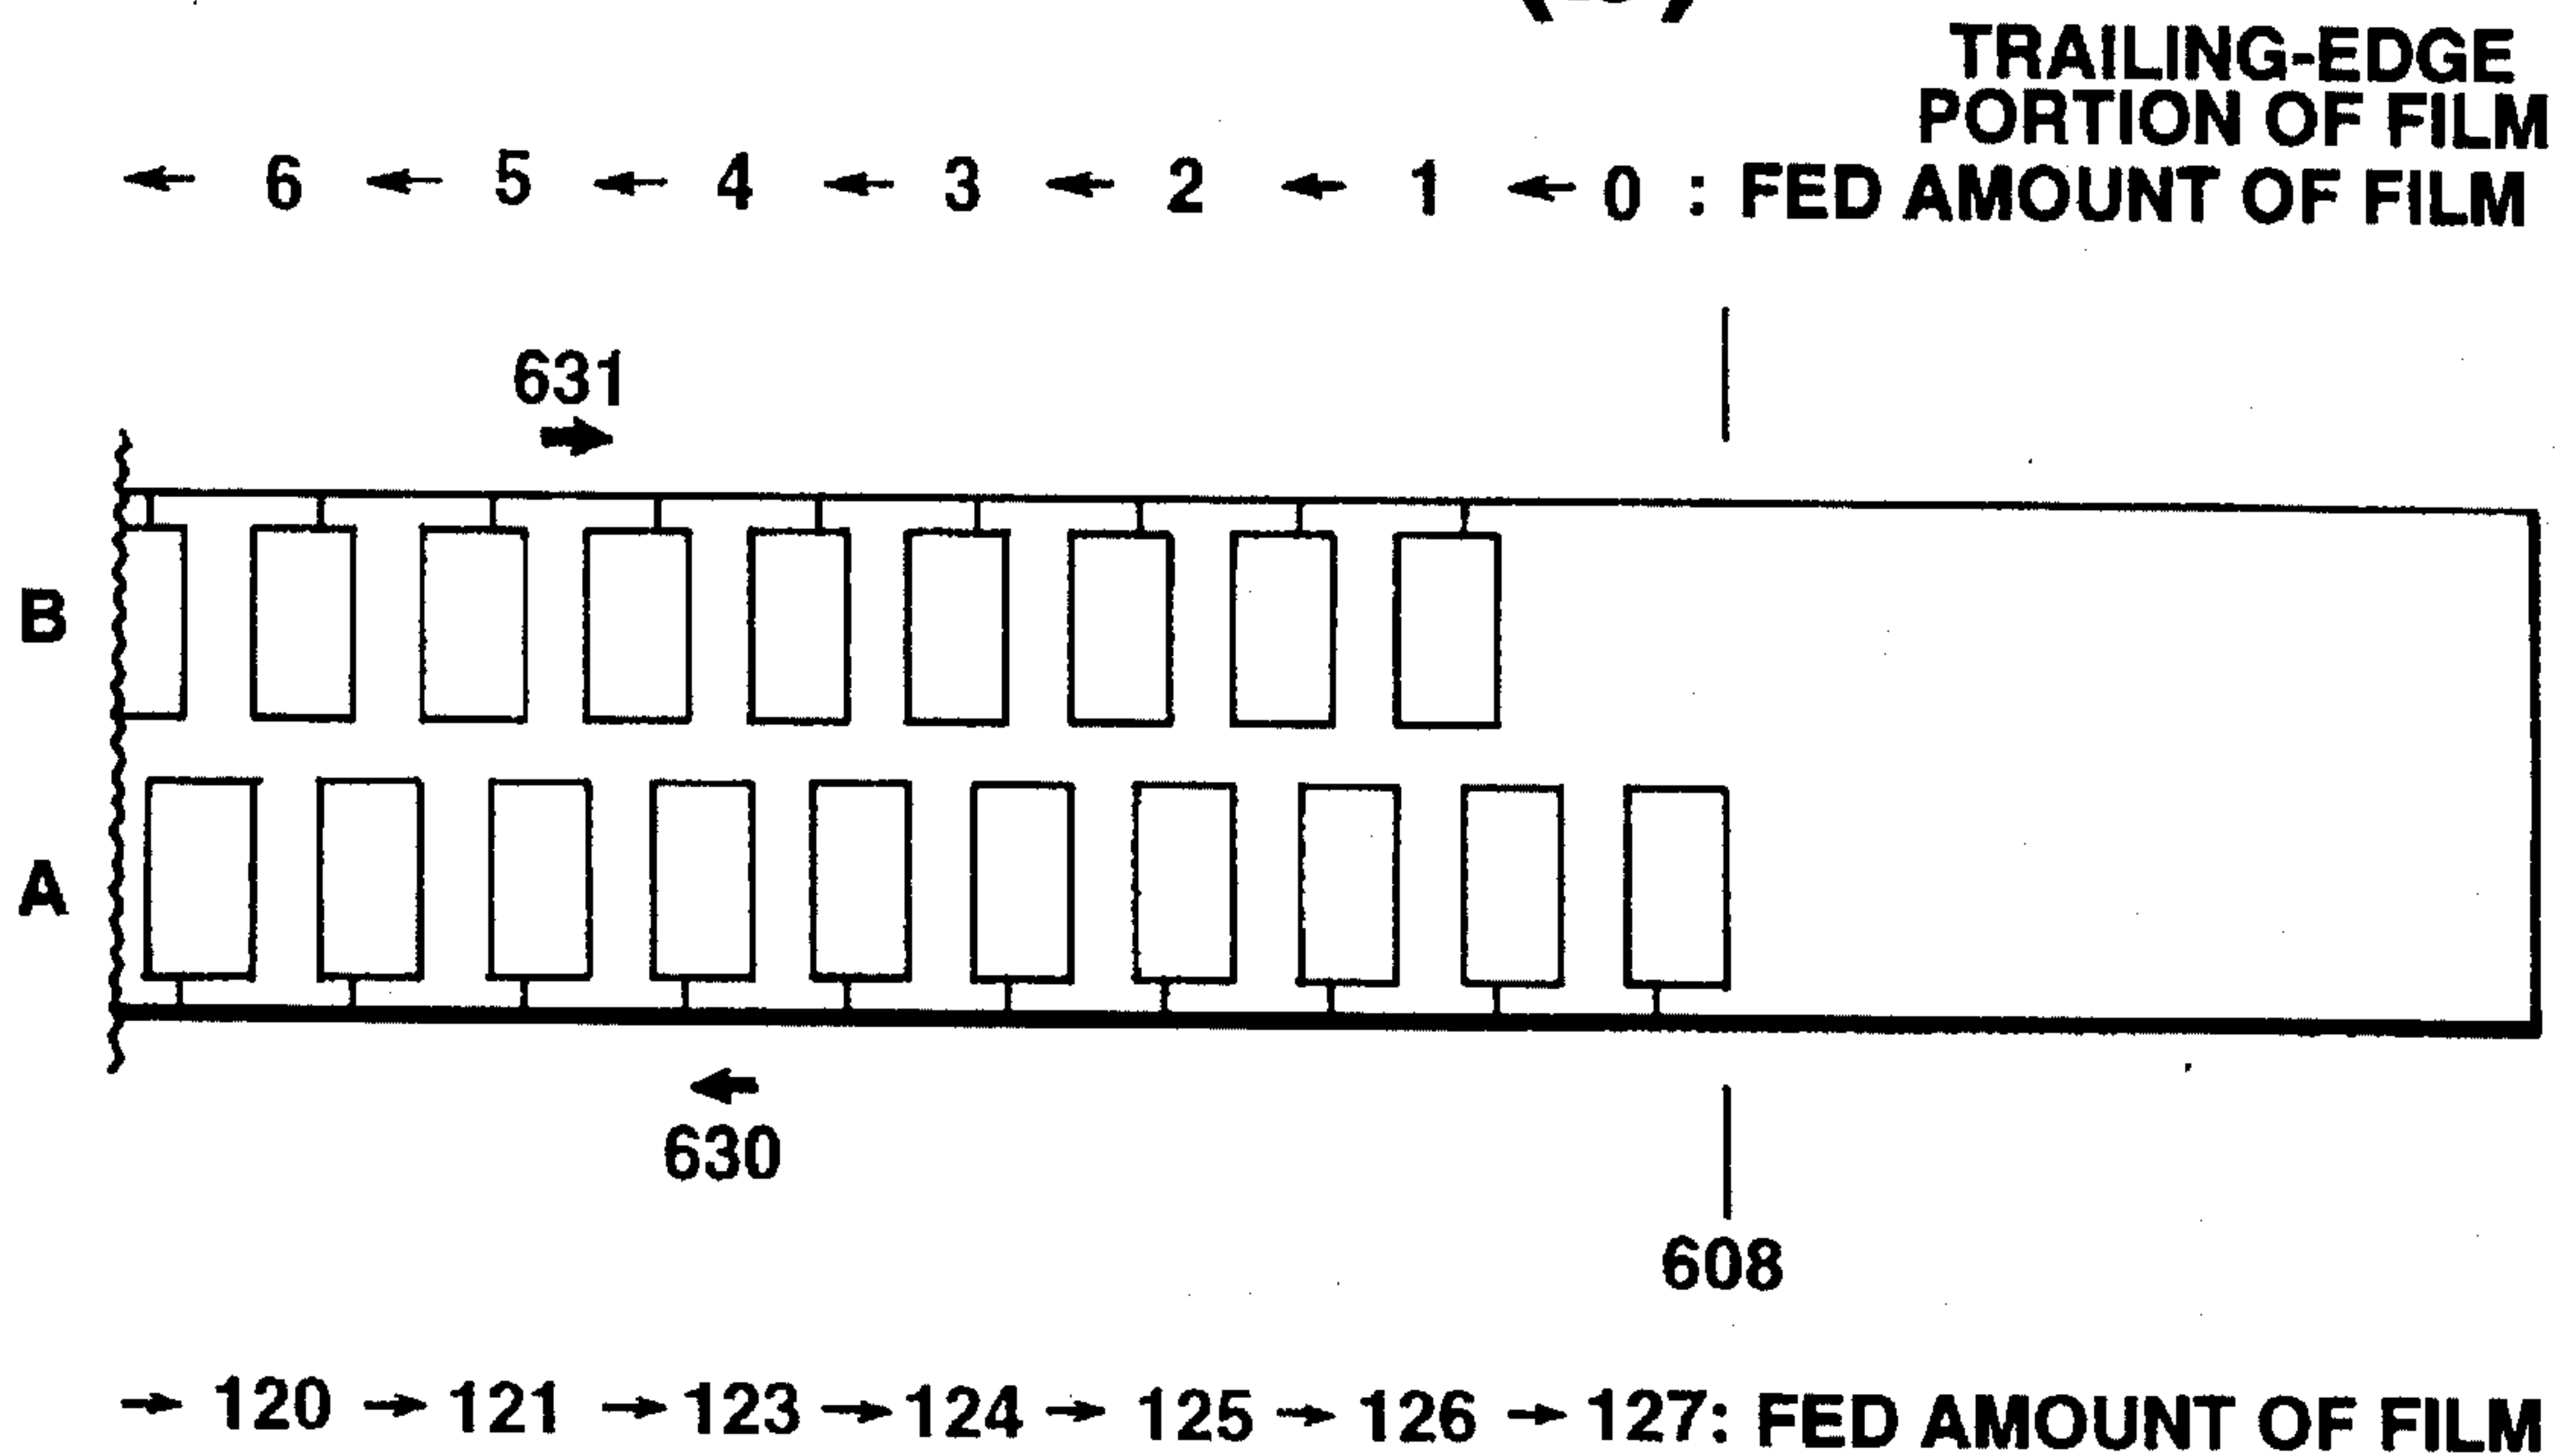 TRAILING-EDGE
PORTION OF FILM
← 6 ← 5 ← 4 ← 3 ← 2 ← 1 ← 0 : FED AMOUNT OF FILM
631
B
A
630
608
→ 120 → 121 → 123 → 124 → 125 → 126 → 127: FED AMOUNT OF FILM